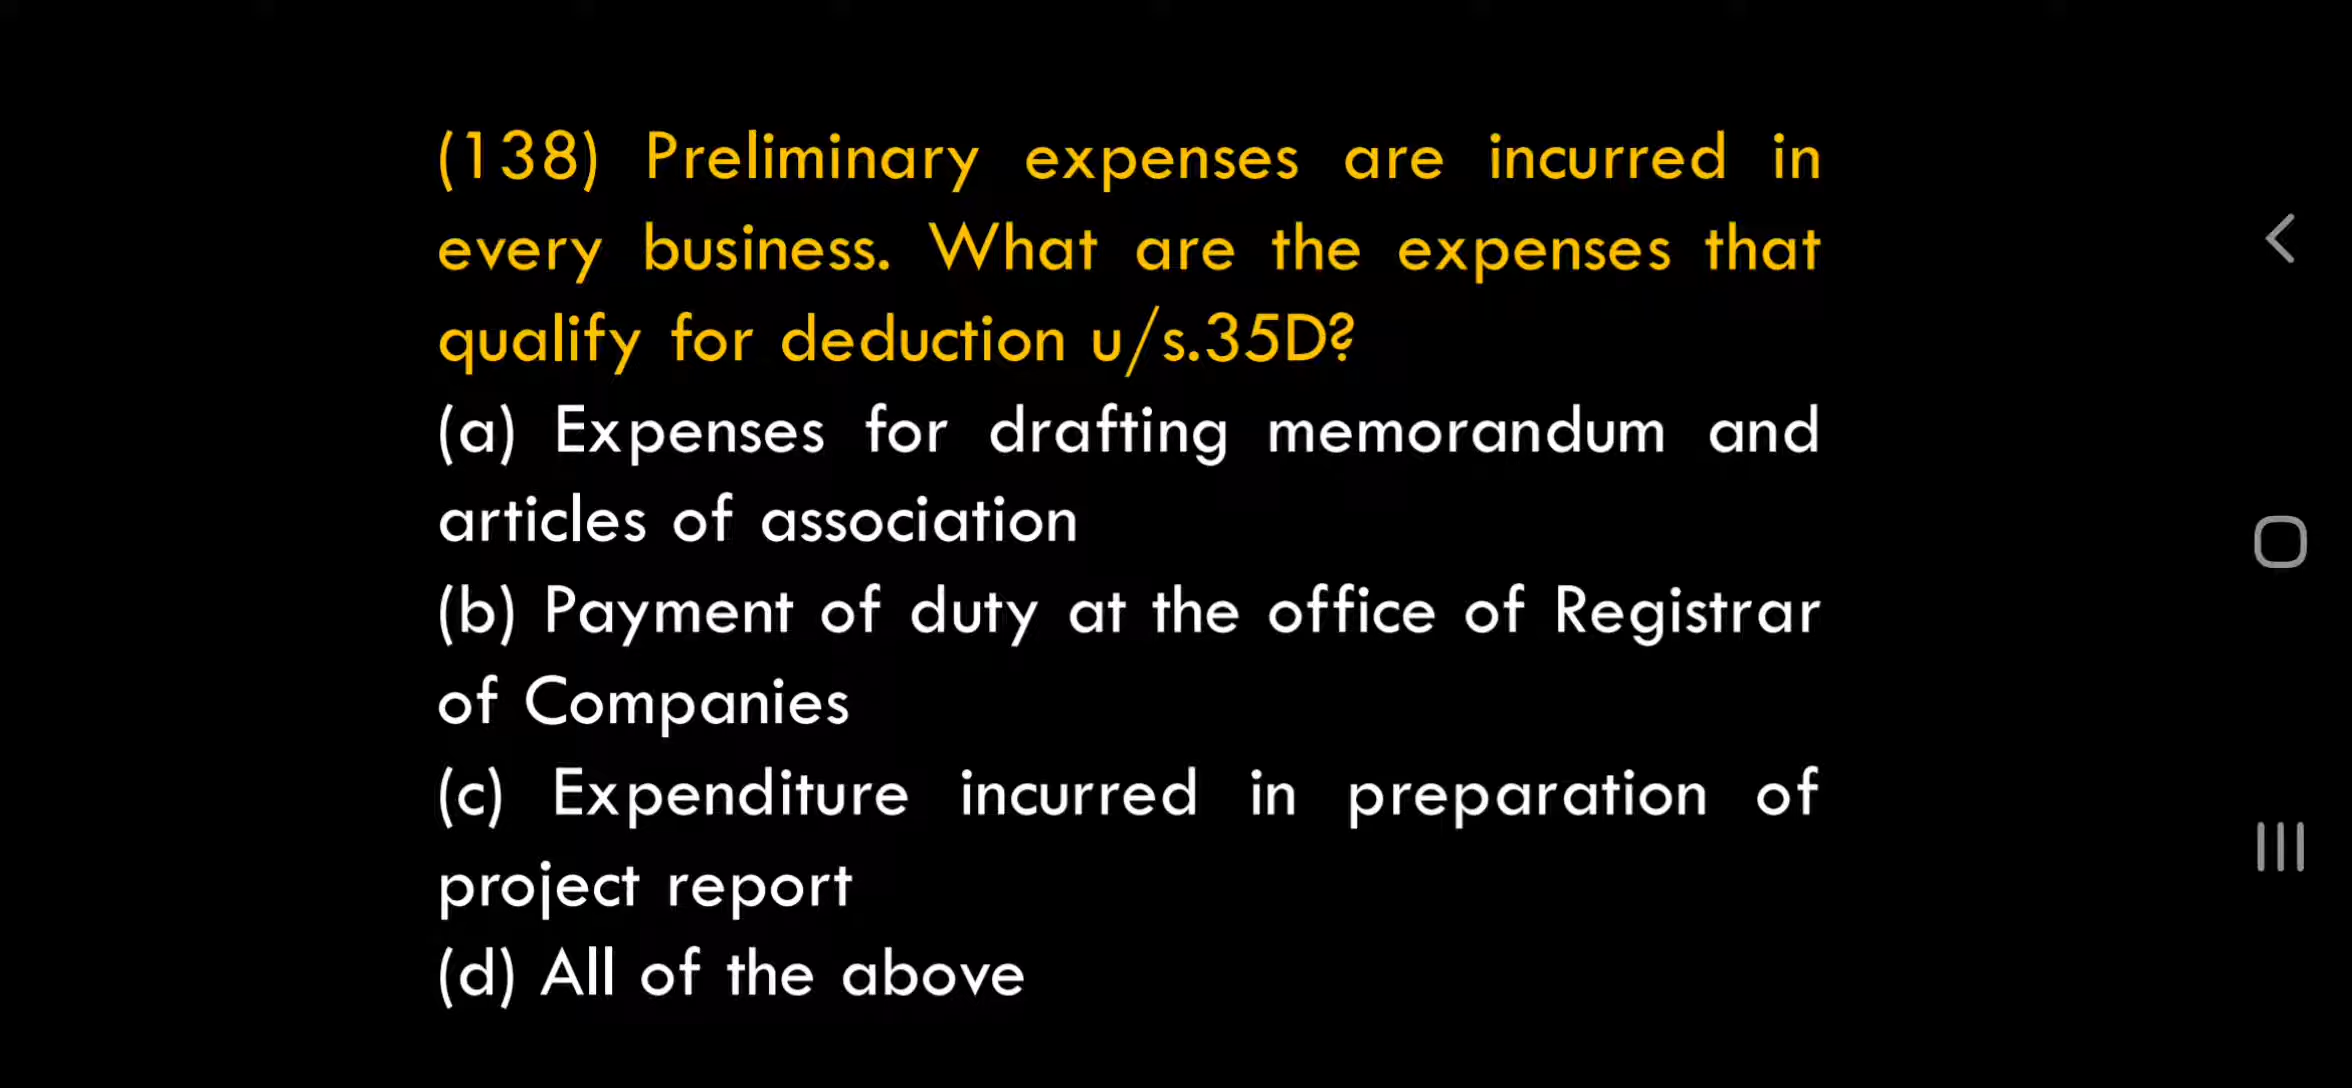 (138) Preliminary expenses are incurred in
every business. What are the expenses that
qualify for deduction u/s.35D?
(a) Expenses for drafting memorandum and
articles of association
(b) Payment of duty at the office of Registrar
of Companies
(c) Expenditure incurred in preparation of
project report
(d) All of the above